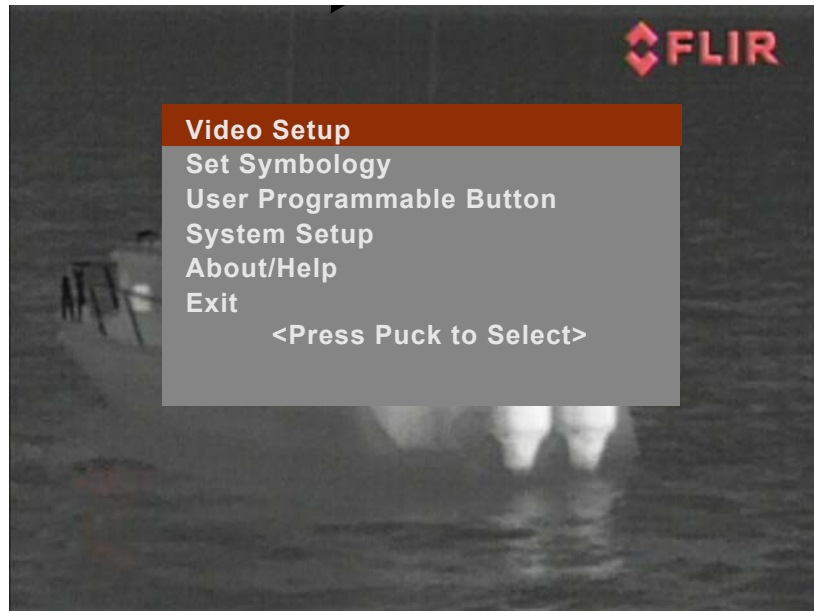 FLIR
Video Setup
Set Symbology
User Programmable Button
System Setup
About/Help
Exit
<Press Puck to Select>